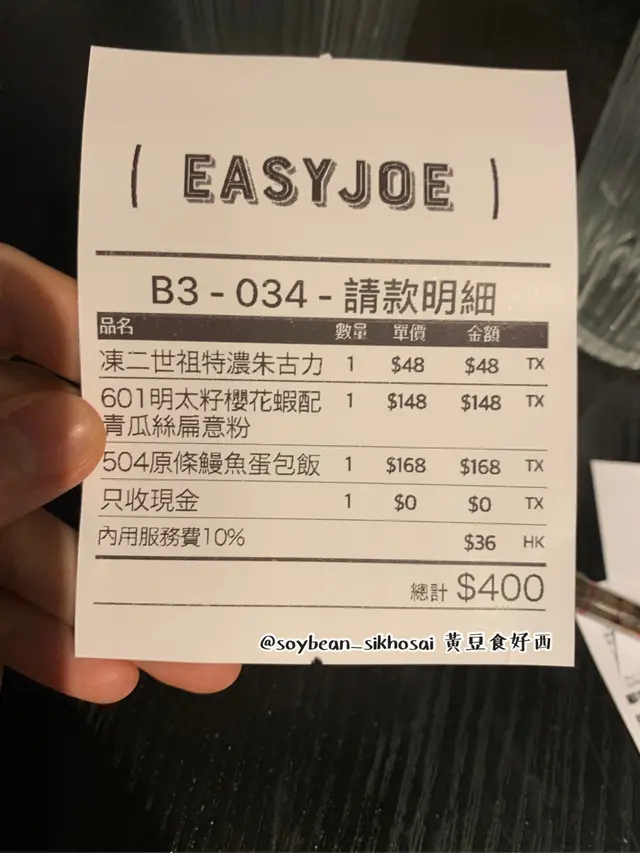 ( EASYJOE )
B3 - 034 - 請款明細
品名 數量 單價 金額
凍二世祖特濃朱古力 1 $48 $48 TX
601明太籽櫻花蝦配 1 $148 $148 TX
青瓜絲扁意粉
504原條鰻魚蛋包飯 1 $168 $168 TX
只收現金 1 $0 $0 TX
內用服務費10% $36 HK
總計 $400
@soybean_sikhosai 黃豆食好西